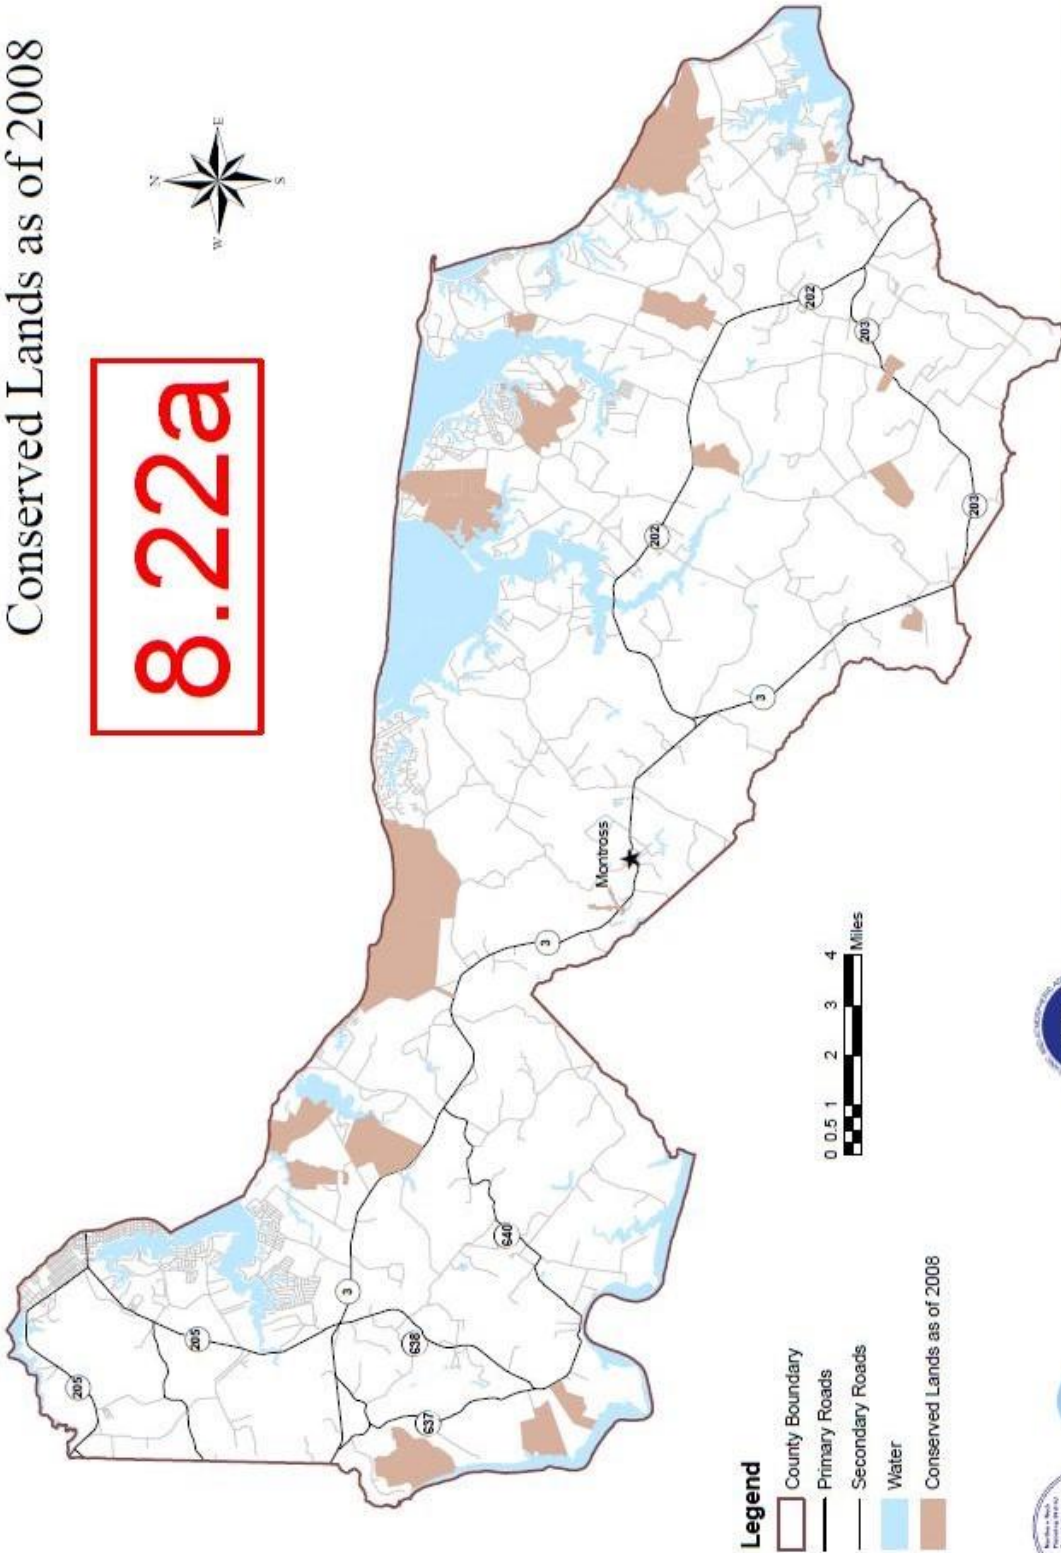 Conserved Lands as of 2008
8.22a
N
W
E
S
205
205
3
638
637
640
3
Montross
3
202
202
203
203
0 0.5 1 2 3 4
Miles
Legend
County Boundary
Primary Roads
Secondary Roads
Water
Conserved Lands as of 2008